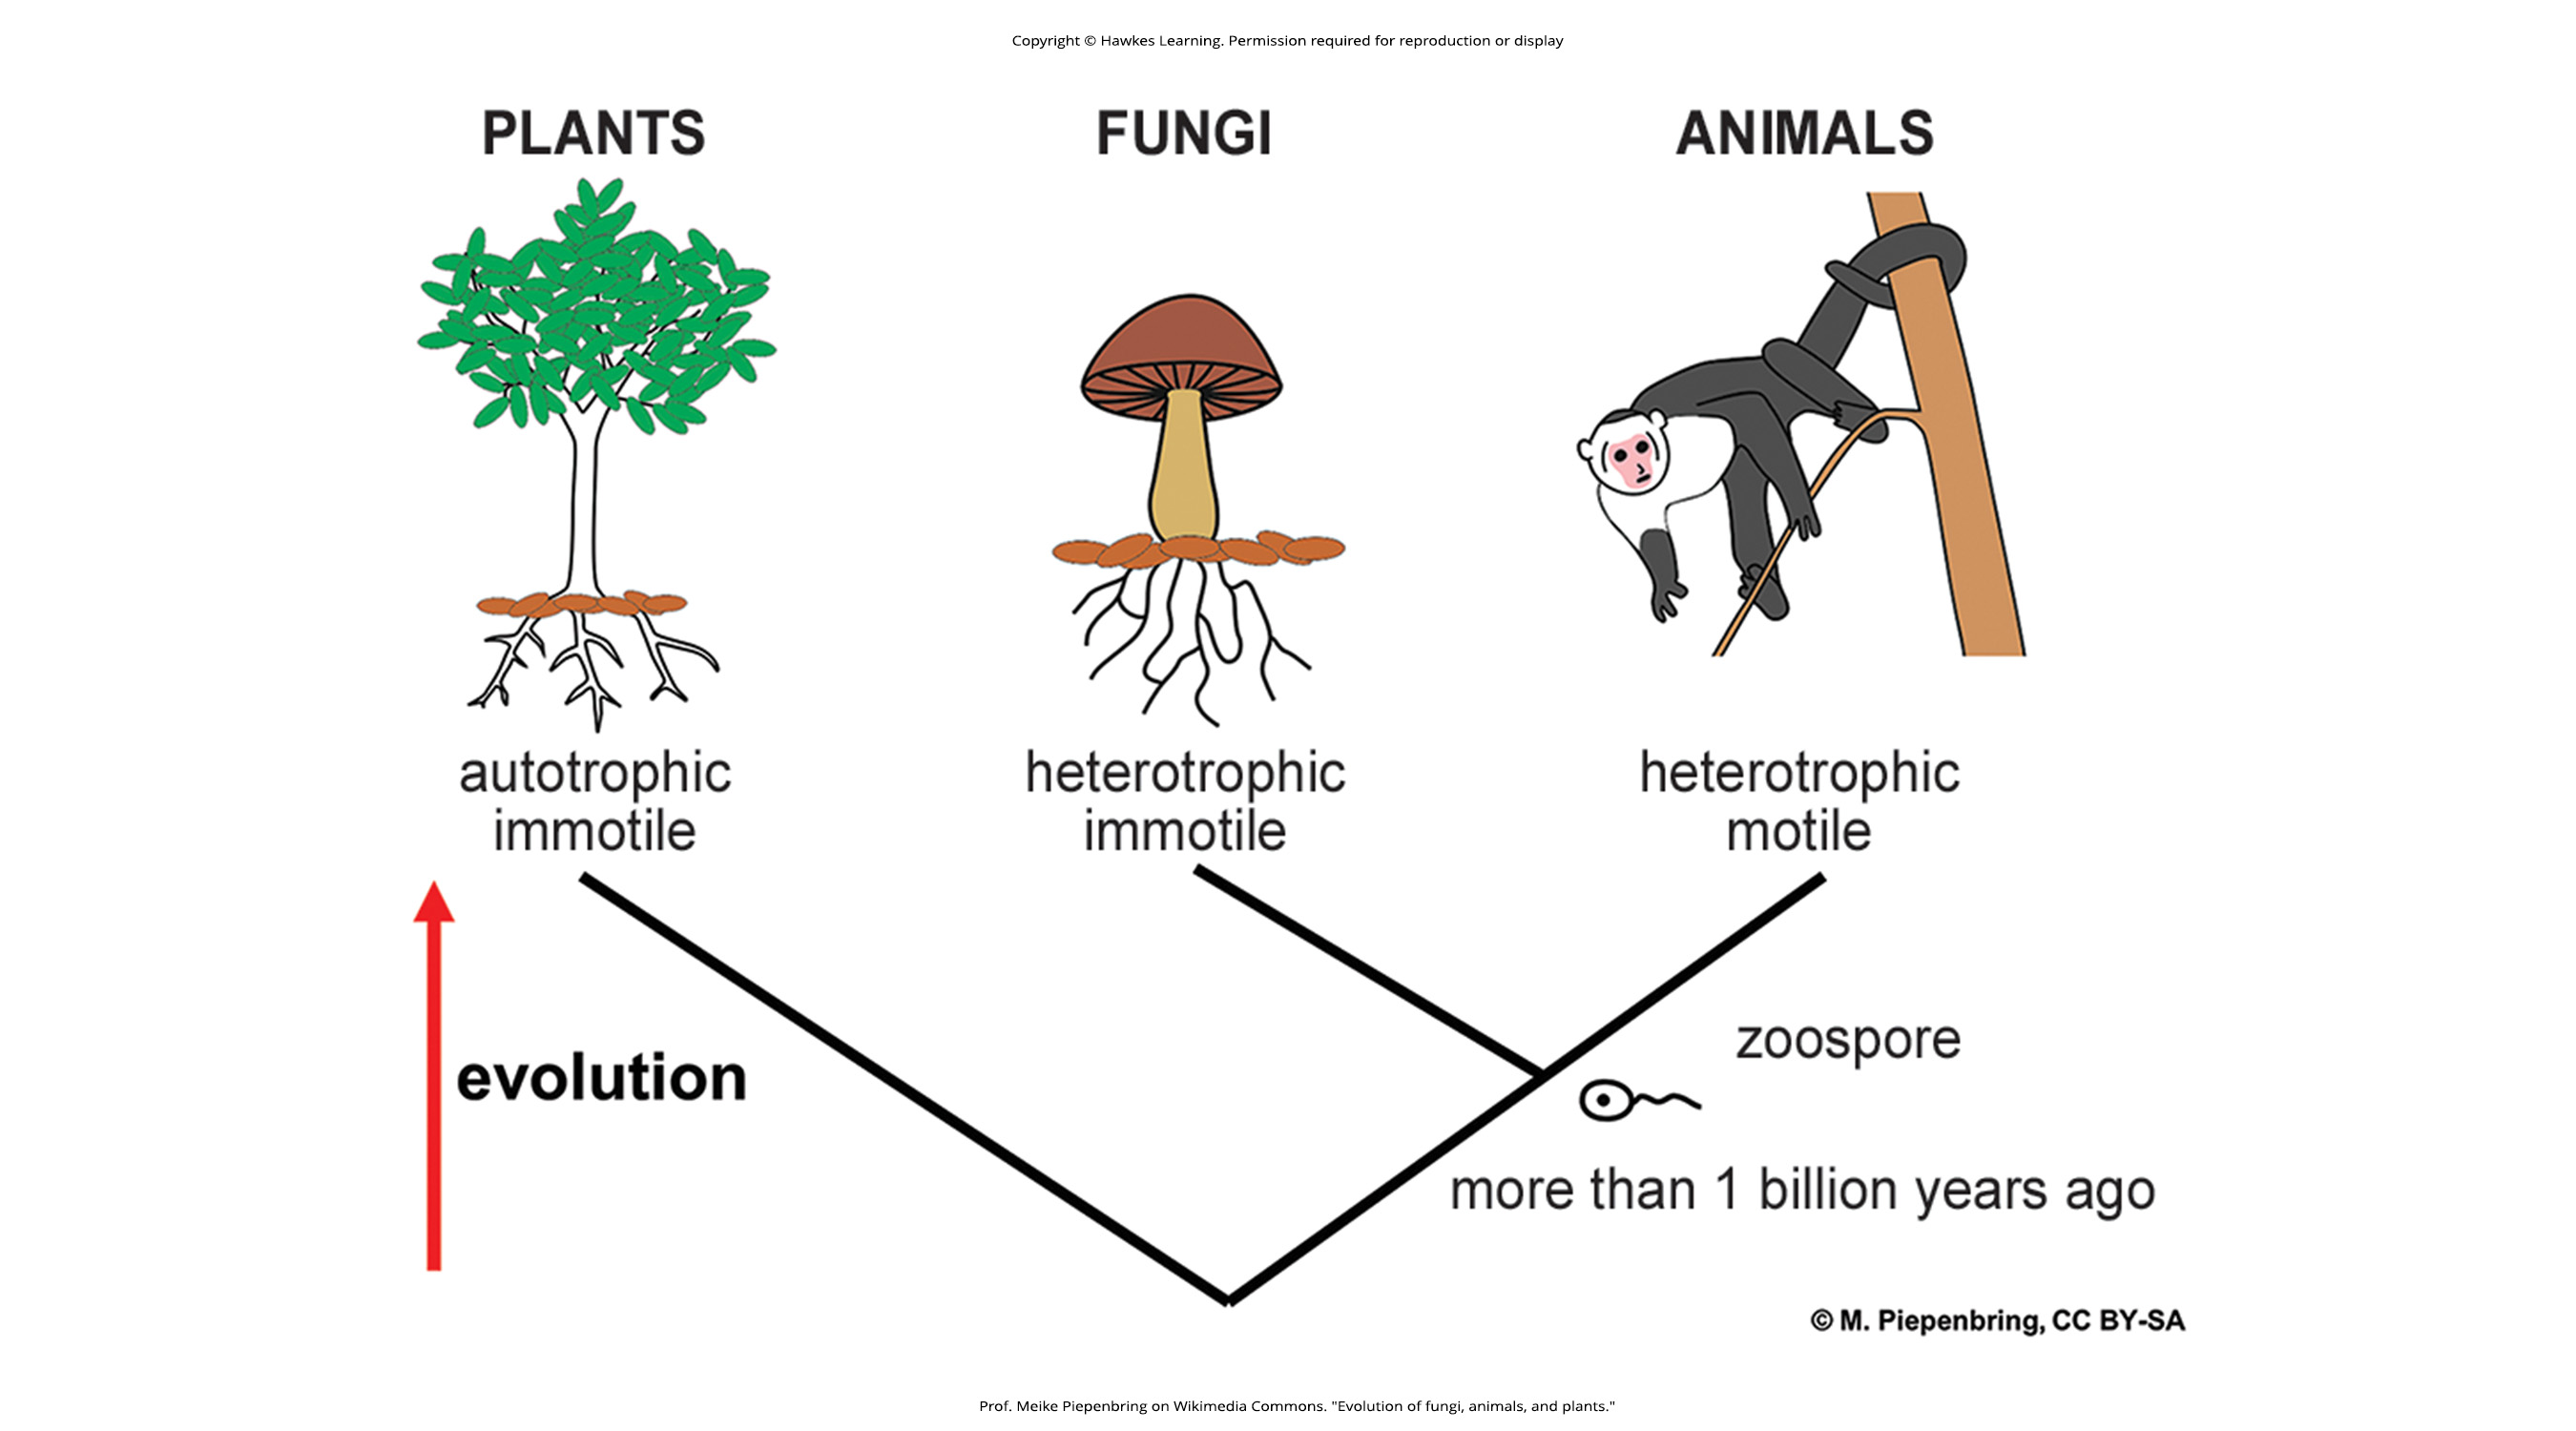 Copyright © Hawkes Learning. Permission required for reproduction or display
PLANTS
FUNGI
ANIMALS
autotrophic
immotile
heterotrophic
immotile
heterotrophic
motile
evolution
zoospore
more than 1 billion years ago
© M. Piepenbring, CC BY-SA
Prof. Meike Piepenbring on Wikimedia Commons. "Evolution of fungi, animals, and plants."